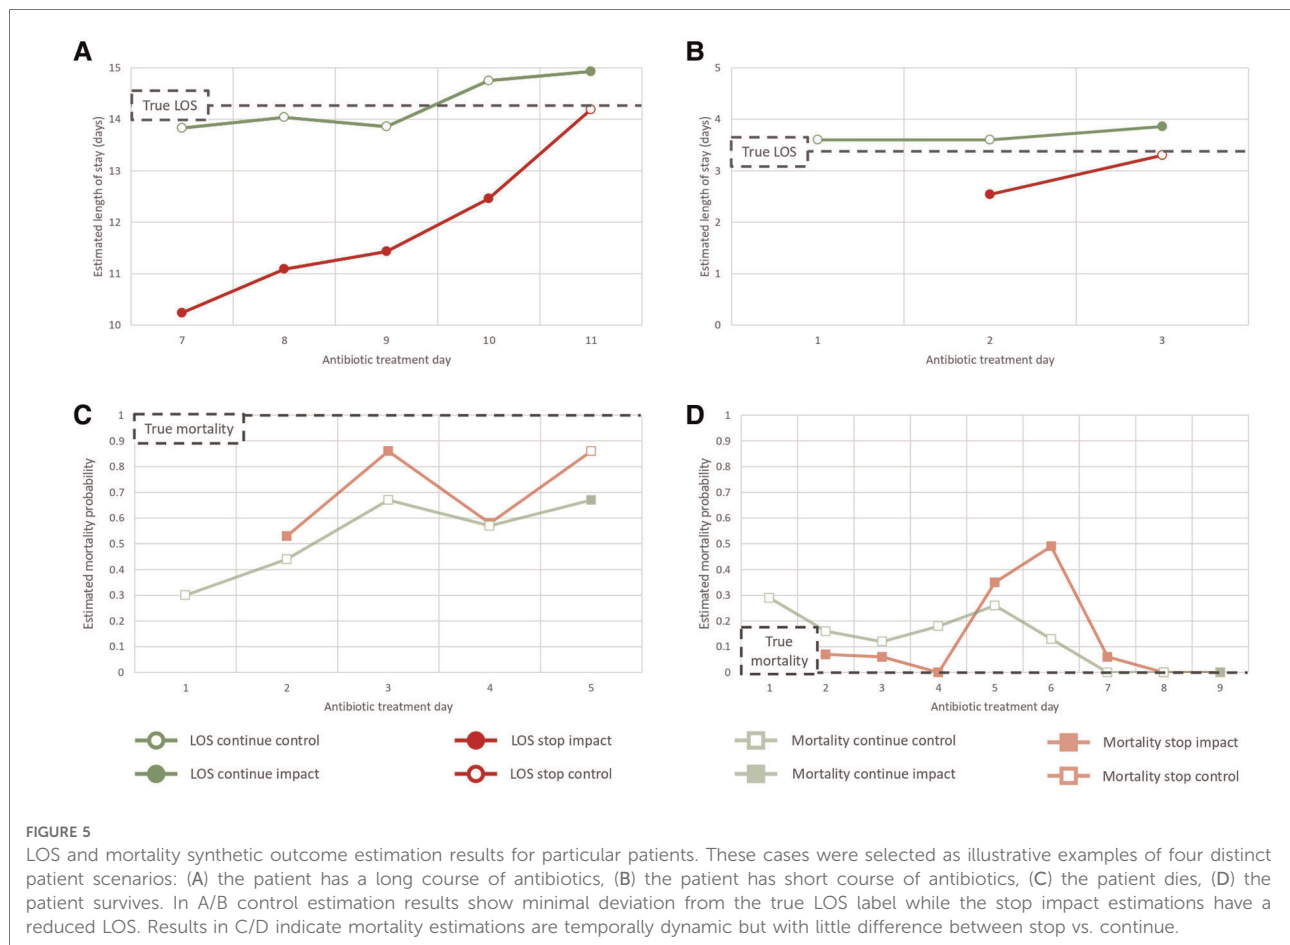 A
Estimated length of stay (days)
15
14
13
12
11
10
True LOS
7 8 9 10 11
Antibiotic treatment day
B
Estimated length of stay (days)
5
4
3
2
1
0
True LOS
1 2 3
Antibiotic treatment day
C
Estimated mortality probability
1
0.9
0.8
0.7
0.6
0.5
0.4
0.3
0.2
0.1
0
True mortality
1 2 3 4 5
Antibiotic treatment day
D
Estimated mortality probability
1
0.9
0.8
0.7
0.6
0.5
0.4
0.3
0.2
0.1
0
True
mortality
1 2 3 4 5 6 7 8 9
Antibiotic treatment day
LOS continue control
LOS stop impact
LOS continue impact
LOS stop control
Mortality continue control
Mortality stop impact
Mortality continue impact
Mortality stop control
FIGURE 5
LOS and mortality synthetic outcome estimation results for particular patients. These cases were selected as illustrative examples of four distinct
patient scenarios: (A) the patient has a long course of antibiotics, (B) the patient has short course of antibiotics, (C) the patient dies, (D) the
patient survives. In A/B control estimation results show minimal deviation from the true LOS label while the stop impact estimations have a
reduced LOS. Results in C/D indicate mortality estimations are temporally dynamic but with little difference between stop vs. continue.